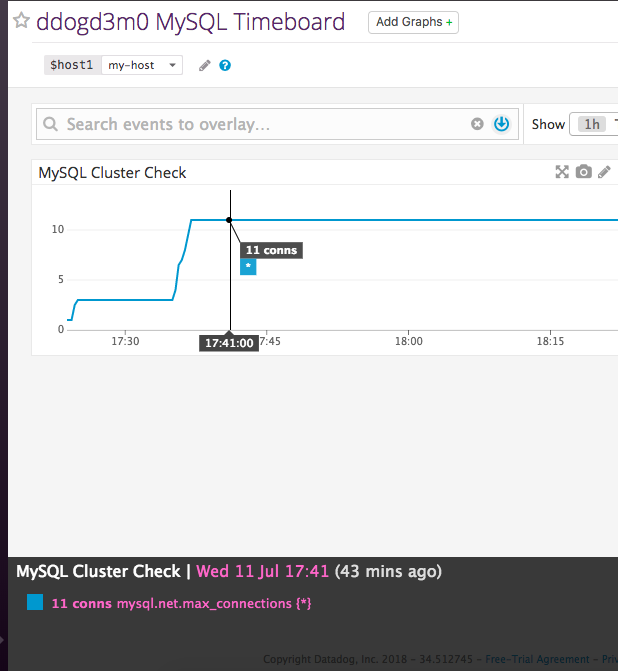 ddogd3m0 MySQL Timeboard
Add Graphs +
$host1 my-host
Search events to overlay...
Show 1h
MySQL Cluster Check
10
5
0
11 conns
*
17:30
17:41:00
7:45
18:00
18:15
MySQL Cluster Check | Wed 11 Jul 17:41 (43 mins ago)
11 conns mysql.net.max_connections {*}
Copyright Datadog, Inc. 2018 - 34.512745 - Free-Trial Agreement -